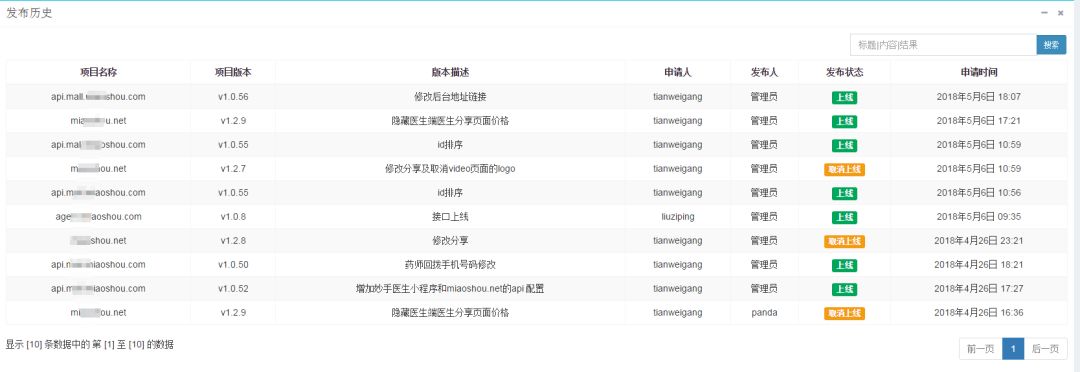 发布历史
标题|内容|结果 搜索
项目名称 项目版本 版本描述 申请人 发布人 发布状态 申请时间
api.mall. shou.com v1.0.56 修改后台地址链接 tianweigang 管理员 上线 2018年5月6日 18:07
mia u.net v1.2.9 隐藏医生端医生分享页面价格 tianweigang 管理员 上线 2018年5月6日 17:21
api.mal oshou.com v1.0.55 id排序 tianweigang 管理员 上线 2018年5月6日 10:59
m ou.net v1.2.7 修改分享及取消video页面的logo tianweigang 管理员 取消上线 2018年5月6日 10:59
api.m aoshou.com v1.0.55 id排序 tianweigang 管理员 上线 2018年5月6日 10:56
age aoshou.com v1.0.8 接口上线 liuziping 管理员 上线 2018年5月6日 09:35
shou.net v1.2.8 修改分享 tianweigang 管理员 取消上线 2018年4月26日 23:21
api.n iaoshou.com v1.0.50 药师回拨手机号码修改 tianweigang 管理员 上线 2018年4月26日 18:21
api.m iaoshou.com v1.0.52 增加妙手医生小程序和miaoshou.net的api 配置 tianweigang 管理员 上线 2018年4月26日 17:27
mi ou.net v1.2.9 隐藏医生端医生分享页面价格 tianweigang panda 取消上线 2018年4月26日 16:36
显示 [10] 条数据中的 第 [1] 至 [10] 的数据 前一页 1 后一页